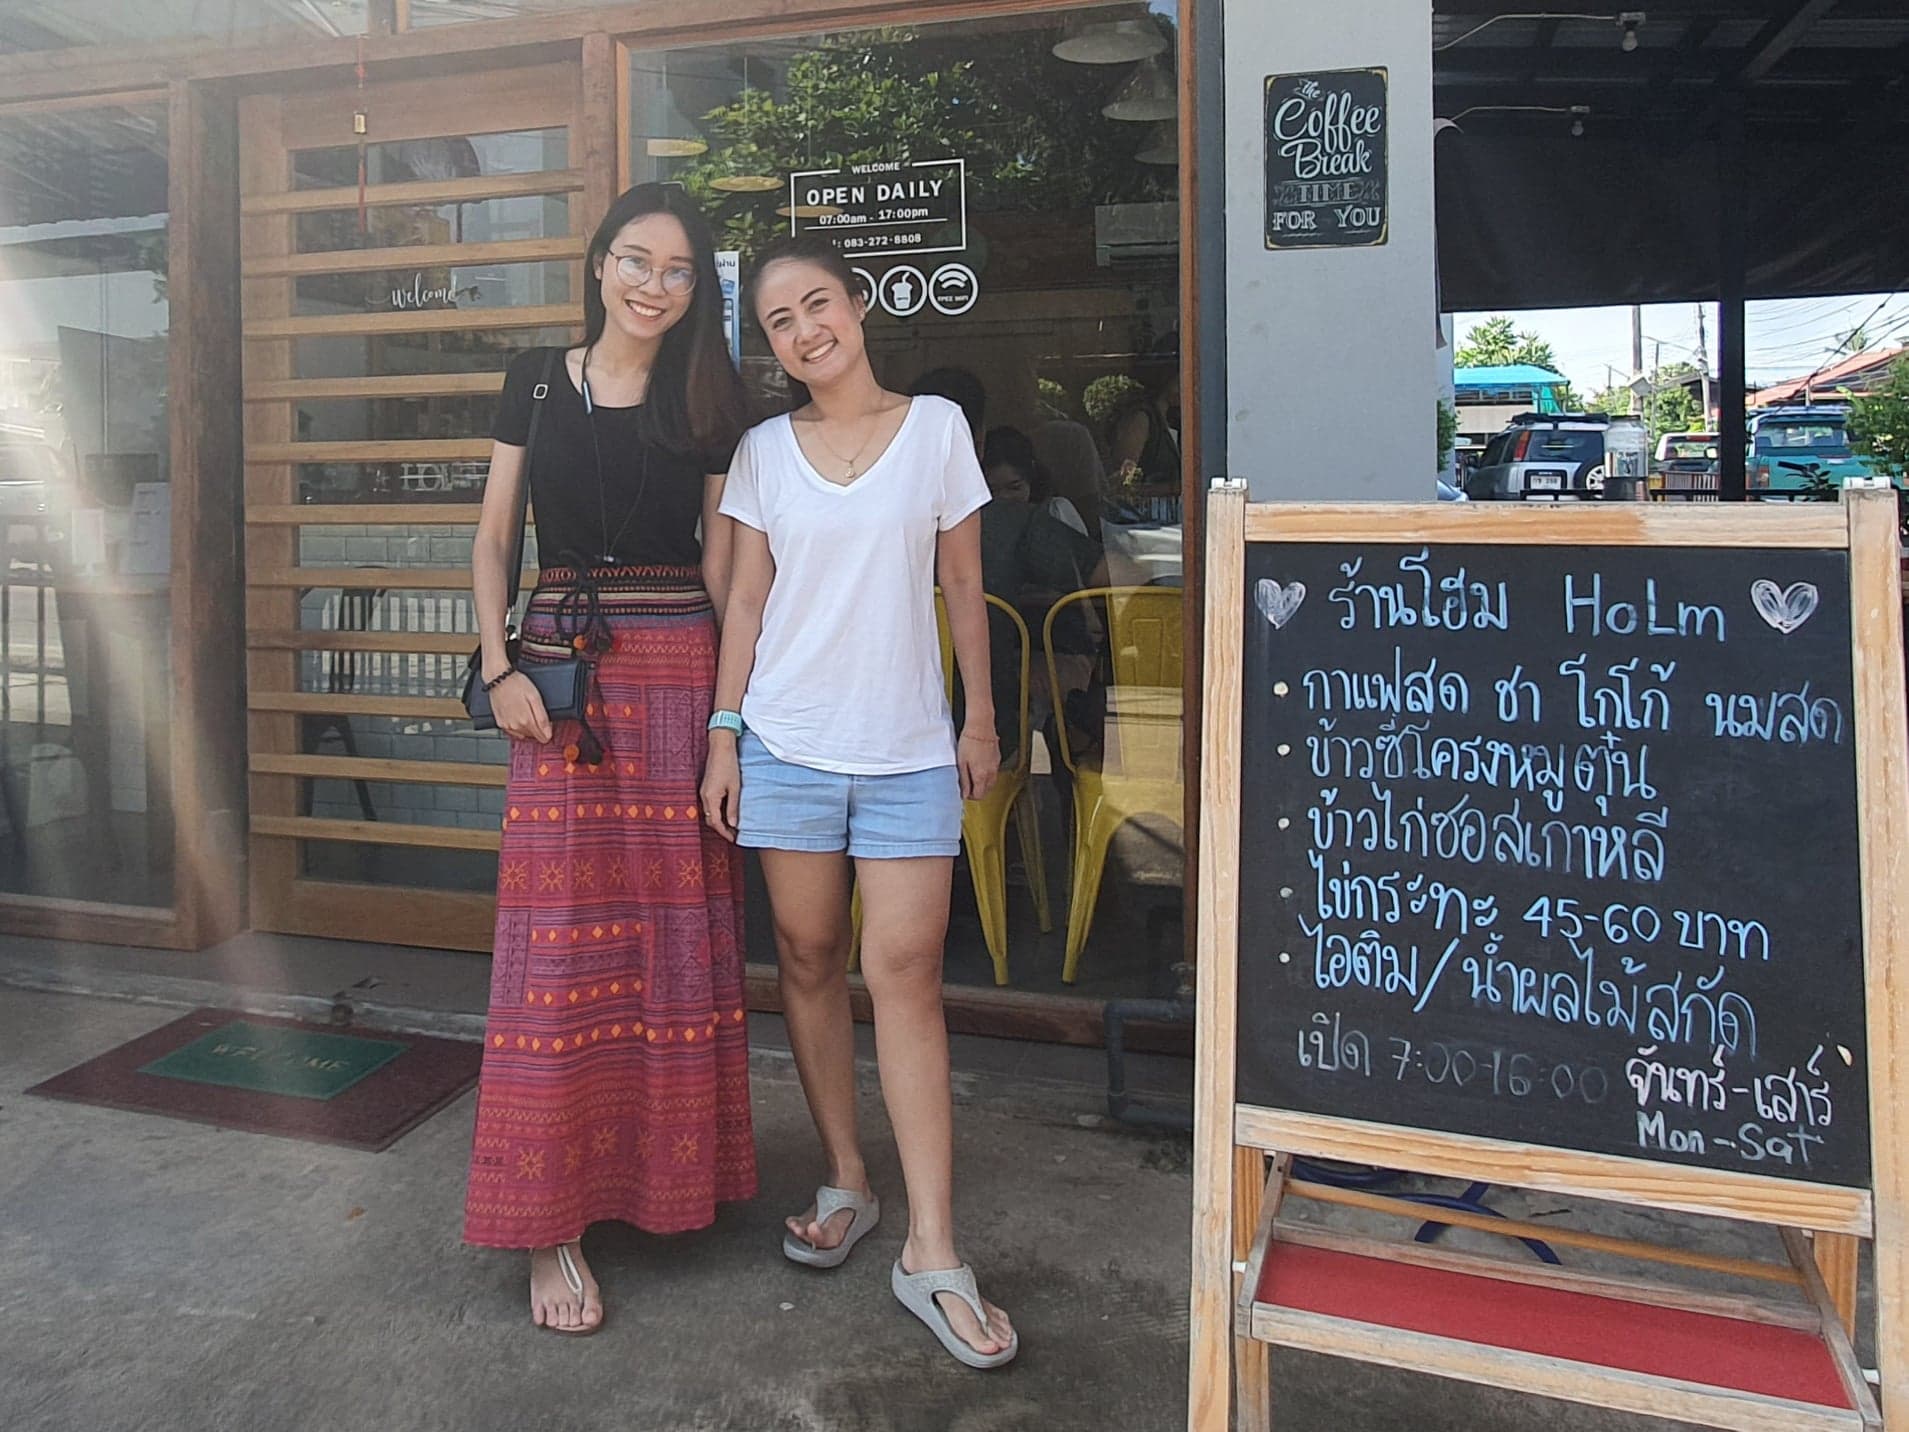 WELCOME
OPEN DAILY
07:00am - 17:00pm
: 083-272-8808
FREE WIFI
Welcome
the
Coffee
Break
TIME
FOR YOU
ร้านโฮม HoLm
• กาแฟสด ชา โกโก้ นมสด
• ข้าวซี่โครงหมูตุ๋น
• ข้าวไก่ซอสเกาหลี
• ไข่กระทะ 45-60 บาท
• ไอติม/น้ำผลไม้สกัด
เปิด 7:00-16:00 จันทร์-เสาร์
Mon-Sat
WELCOME